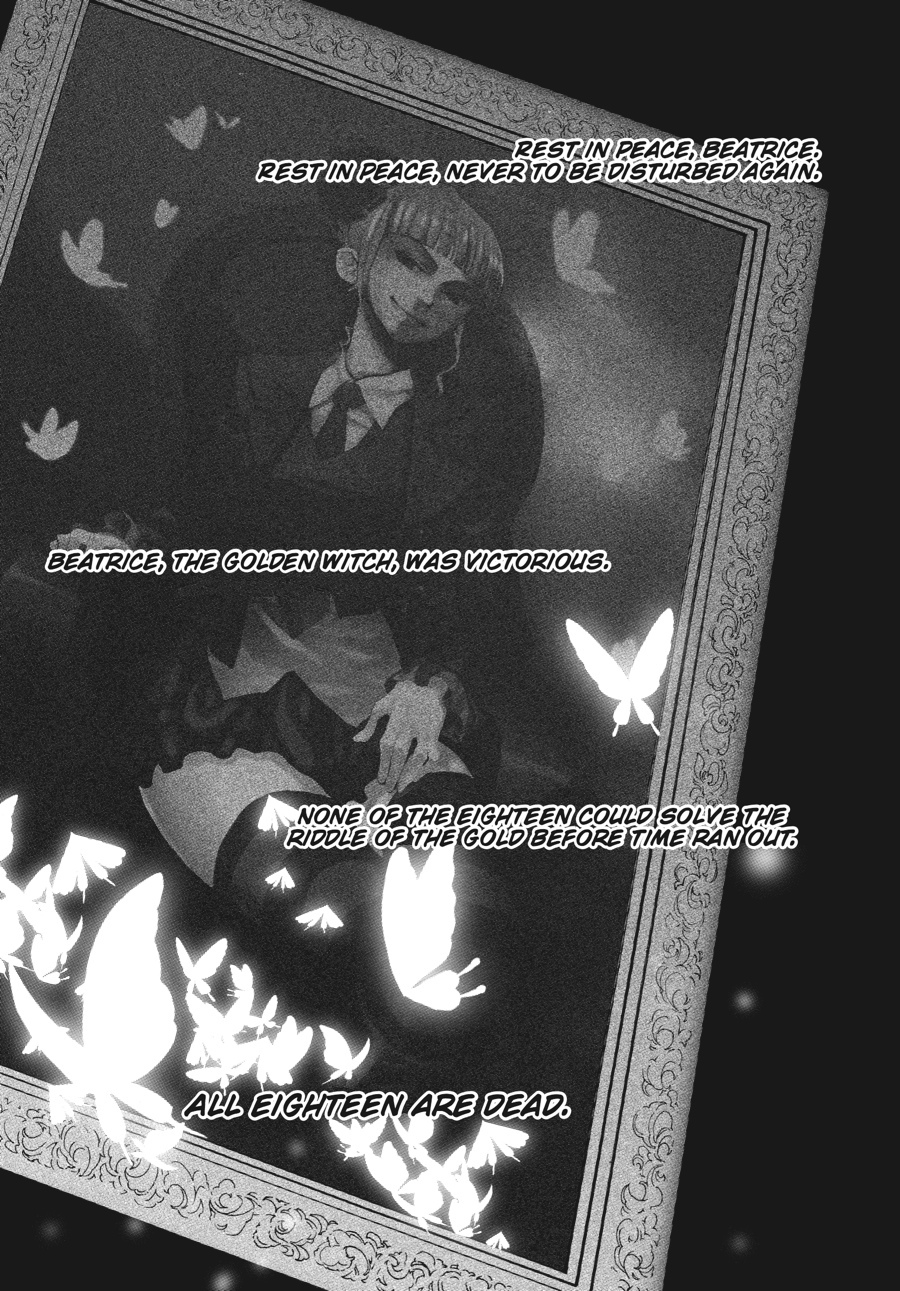 REST IN PEACE, BEATRICE.
REST IN PEACE, NEVER TO BE DISTURBED AGAIN.
BEATRICE, THE GOLDEN WITCH, WAS VICTORIOUS.
NONE OF THE EIGHTEEN COULD SOLVE THE
RIDDLE OF THE GOLD BEFORE TIME RAN OUT.
ALL EIGHTEEN ARE DEAD.